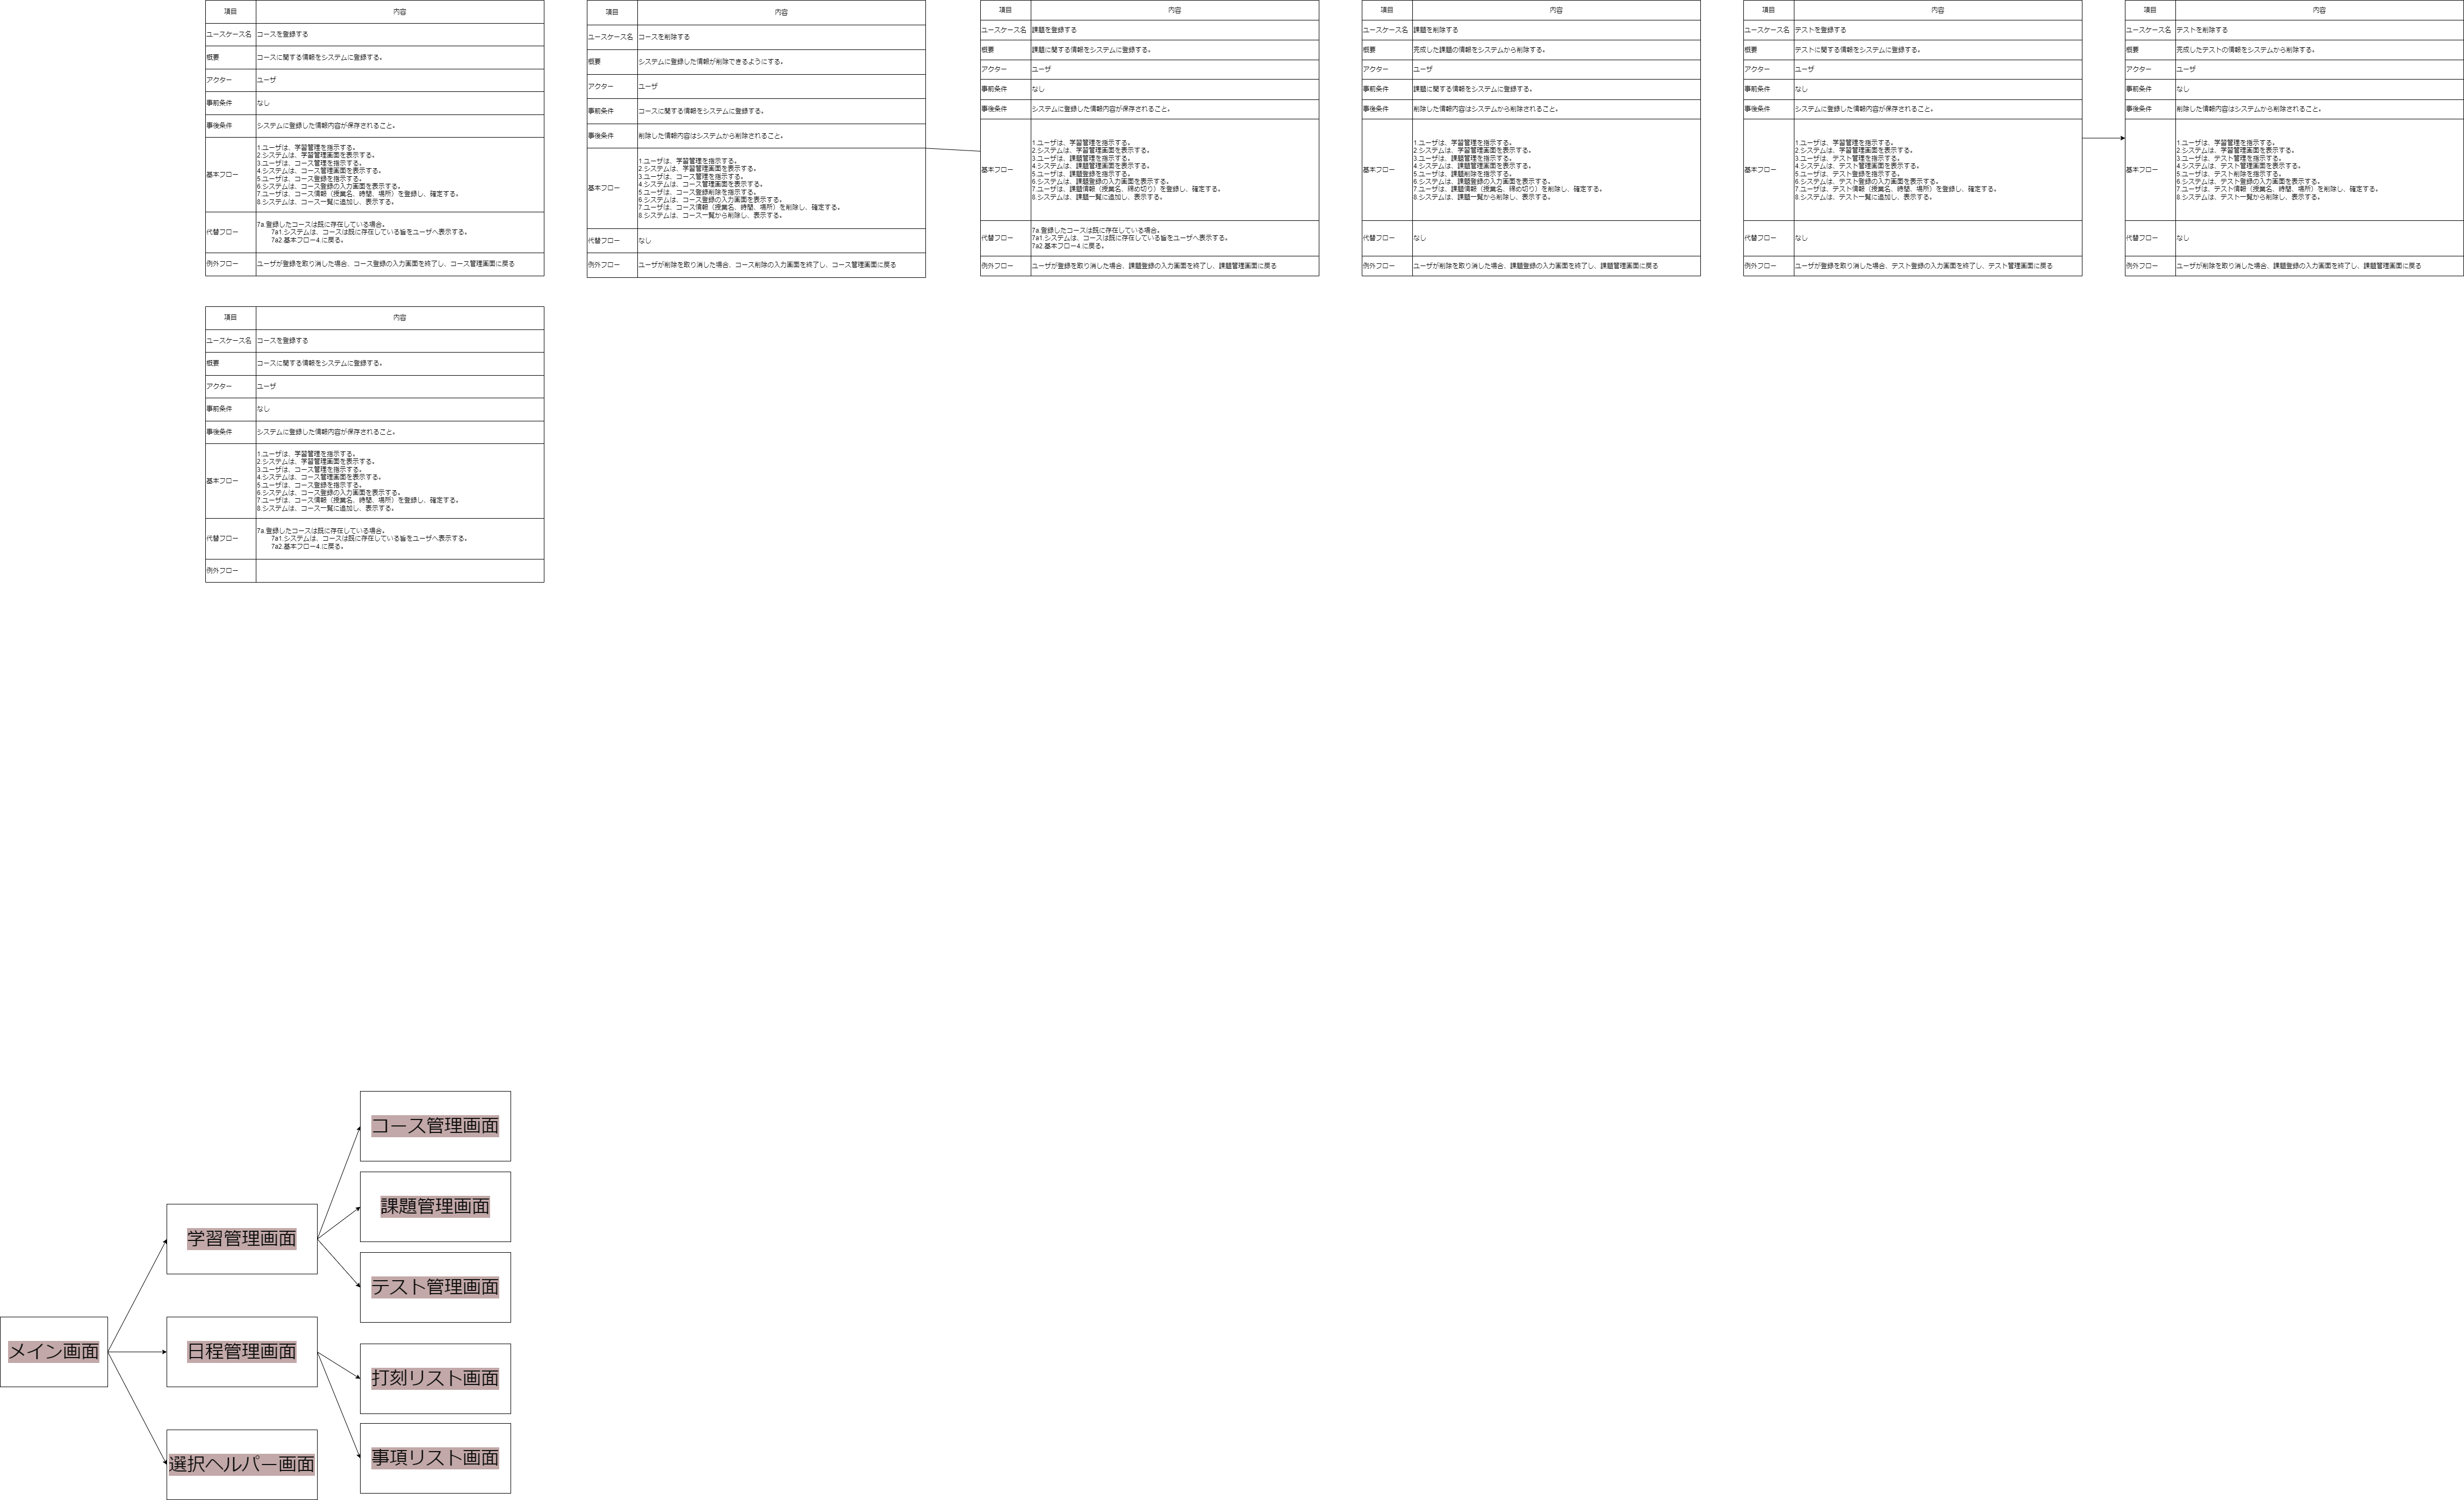 項目 内容
ユースケース名 コースを登録する
概要 コースに関する情報をシステムに登録する。
アクター ユーザ
事前条件 なし
事後条件 システムに登録した情報内容が保存されること。
基本フロー
1.ユーザは、学習管理を指示する。
2.システムは、学習管理画面を表示する。
3.ユーザは、コース管理を指示する。
4.システムは、コース管理画面を表示する。
5.ユーザは、コース登録を指示する。
6.システムは、コース登録の入力画面を表示する。
7.ユーザは、コース情報（授業名、時間、場所）を登録し、確定する。
8.システムは、コース一覧に追加し、表示する。
代替フロー
7a.登録したコースは既に存在している場合。
7a1.システムは、コースは既に存在している旨をユーザへ表示する。
7a2.基本フロー4.に戻る。
例外フロー ユーザが登録を取り消した場合、コース登録の入力画面を終了し、コース管理画面に戻る
項目 内容
ユースケース名 コースを削除する
概要 システムに登録した情報が削除できるようにする。
アクター ユーザ
事前条件 コースに関する情報をシステムに登録する。
事後条件 削除した情報内容はシステムから削除されること。
基本フロー
1.ユーザは、学習管理を指示する。
2.システムは、学習管理画面を表示する。
3.ユーザは、コース管理を指示する。
4.システムは、コース管理画面を表示する。
5.ユーザは、コース登録削除を指示する。
6.システムは、コース登録の入力画面を表示する。
7.ユーザは、コース情報（授業名、時間、場所）を削除し、確定する。
8.システムは、コース一覧から削除し、表示する。
代替フロー なし
例外フロー ユーザが削除を取り消した場合、コース削除の入力画面を終了し、コース管理画面に戻る
項目 内容
ユースケース名 課題を登録する
概要 課題に関する情報をシステムに登録する。
アクター ユーザ
事前条件 なし
事後条件 システムに登録した情報内容が保存されること。
基本フロー
1.ユーザは、学習管理を指示する。
2.システムは、学習管理画面を表示する。
3.ユーザは、課題管理を指示する。
4.システムは、課題管理画面を表示する。
5.ユーザは、課題登録を指示する。
6.システムは、課題登録の入力画面を表示する。
7.ユーザは、課題情報（授業名、締め切り）を登録し、確定する。
8.システムは、課題一覧に追加し、表示する。
代替フロー
7a.登録したコースは既に存在している場合。
7a1.システムは、コースは既に存在している旨をユーザへ表示する。
7a2.基本フロー4.に戻る。
例外フロー ユーザが登録を取り消した場合、課題登録の入力画面を終了し、課題管理画面に戻る
項目 内容
ユースケース名 課題を削除する
概要 完成した課題の情報をシステムから削除する。
アクター ユーザ
事前条件 課題に関する情報をシステムに登録する。
事後条件 削除した情報内容はシステムから削除されること。
基本フロー
1.ユーザは、学習管理を指示する。
2.システムは、学習管理画面を表示する。
3.ユーザは、課題管理を指示する。
4.システムは、課題管理画面を表示する。
5.ユーザは、課題削除を指示する。
6.システムは、課題登録の入力画面を表示する。
7.ユーザは、課題情報（授業名、締め切り）を削除し、確定する。
8.システムは、課題一覧から削除し、表示する。
代替フロー なし
例外フロー ユーザが削除を取り消した場合、課題登録の入力画面を終了し、課題管理画面に戻る
項目 内容
ユースケース名 テストを登録する
概要 テストに関する情報をシステムに登録する。
アクター ユーザ
事前条件 なし
事後条件 システムに登録した情報内容が保存されること。
基本フロー
1.ユーザは、学習管理を指示する。
2.システムは、学習管理画面を表示する。
3.ユーザは、テスト管理を指示する。
4.システムは、テスト管理画面を表示する。
5.ユーザは、テスト登録を指示する。
6.システムは、テスト登録の入力画面を表示する。
7.ユーザは、テスト情報（授業名、時間、場所）を登録し、確定する。
8.システムは、テスト一覧に追加し、表示する。
代替フロー なし
例外フロー ユーザが登録を取り消した場合、テスト登録の入力画面を終了し、テスト管理画面に戻る
項目 内容
ユースケース名 テストを削除する
概要 完成したテストの情報をシステムから削除する。
アクター ユーザ
事前条件 なし
事後条件 削除した情報内容はシステムから削除されること。
基本フロー
1.ユーザは、学習管理を指示する。
2.システムは、学習管理画面を表示する。
3.ユーザは、テスト管理を指示する。
4.システムは、テスト管理画面を表示する。
5.ユーザは、テスト削除を指示する。
6.システムは、テスト登録の入力画面を表示する。
7.ユーザは、テスト情報（授業名、時間、場所）を削除し、確定する。
8.システムは、テスト一覧から削除し、表示する。
代替フロー なし
例外フロー ユーザが削除を取り消した場合、課題登録の入力画面を終了し、課題管理画面に戻る
項目 内容
ユースケース名 コースを登録する
概要 コースに関する情報をシステムに登録する。
アクター ユーザ
事前条件 なし
事後条件 システムに登録した情報内容が保存されること。
基本フロー
1.ユーザは、学習管理を指示する。
2.システムは、学習管理画面を表示する。
3.ユーザは、コース管理を指示する。
4.システムは、コース管理画面を表示する。
5.ユーザは、コース登録を指示する。
6.システムは、コース登録の入力画面を表示する。
7.ユーザは、コース情報（授業名、時間、場所）を登録し、確定する。
8.システムは、コース一覧に追加し、表示する。
代替フロー
7a.登録したコースは既に存在している場合。
7a1.システムは、コースは既に存在している旨をユーザへ表示する。
7a2.基本フロー4.に戻る。
例外フロー
コース管理画面
課題管理画面
学習管理画面
テスト管理画面
メイン画面
日程管理画面
打刻リスト画面
事項リスト画面
選択ヘルパー画面